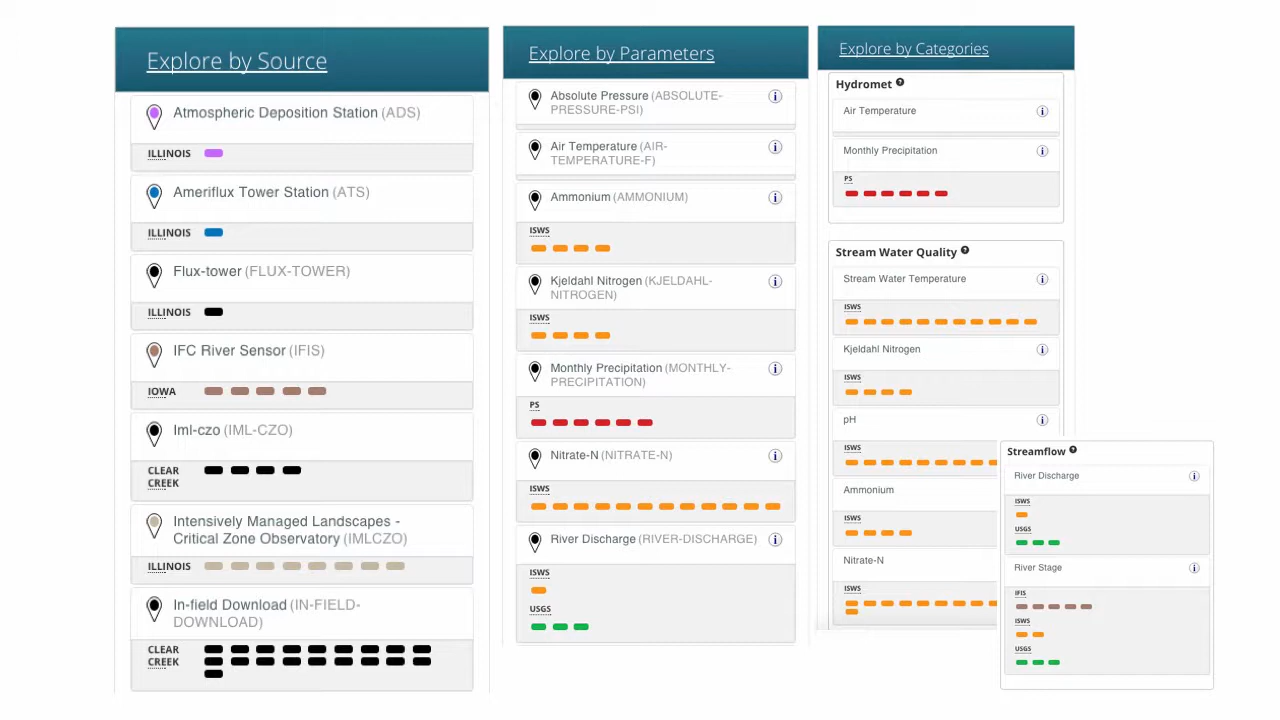 Explore by Source
Atmospheric Deposition Station (ADS)
ILLINOIS
Ameriflux Tower Station (ATS)
ILLINOIS
Flux-tower (FLUX-TOWER)
ILLINOIS
IFC River Sensor (IFIS)
IOWA
Iml-czo (IML-CZO)
CLEAR
CREEK
Intensively Managed Landscapes -
Critical Zone Observatory (IMLCZO)
ILLINOIS
In-field Download (IN-FIELD-
DOWNLOAD)
CLEAR
CREEK
Explore by Parameters
Absolute Pressure (ABSOLUTE-
PRESSURE-PSI)
Air Temperature (AIR-
TEMPERATURE-F)
Ammonium (AMMONIUM)
ISWS
Kjeldahl Nitrogen (KJELDAHL-
NITROGEN)
ISWS
Monthly Precipitation (MONTHLY-
PRECIPITATION)
PS
Nitrate-N (NITRATE-N)
ISWS
River Discharge (RIVER-DISCHARGE)
ISWS
USGS
Explore by Categories
Hydromet
Air Temperature
Monthly Precipitation
PS
Stream Water Quality
Stream Water Temperature
ISWS
Kjeldahl Nitrogen
ISWS
pH
ISWS
Ammonium
ISWS
Nitrate-N
ISWS
Streamflow
River Discharge
ISWS
USGS
River Stage
IFIS
ISWS
USGS